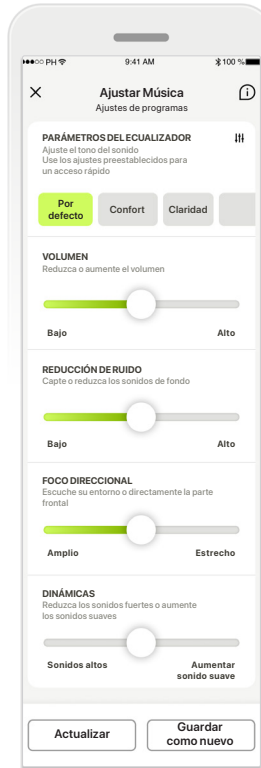 PH 9:41 AM 100 %
Ajustar Música
Ajustes de programas
PARÁMETROS DEL ECUALIZADOR
Ajuste el tono del sonido
Use los ajustes preestablecidos para
un acceso rápido
Por
defecto
Confort
Claridad
VOLUMEN
Reduzca o aumente el volumen
Bajo Alto
REDUCCIÓN DE RUIDO
Capte o reduzca los sonidos de fondo
Bajo Alto
FOCO DIRECCIONAL
Escuche su entorno o directamente la parte
frontal
Amplio Estrecho
DINÁMICAS
Reduzca los sonidos fuertes o aumente
los sonidos suaves
Sonidos altos Aumentar
sonido suave
Actualizar
Guardar
como nuevo